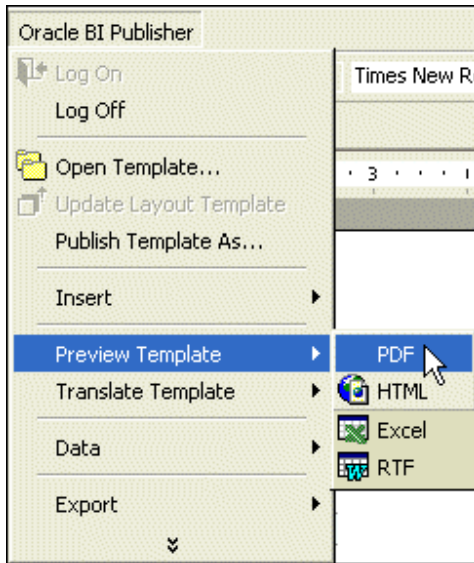 Oracle BI Publisher
Log On
Times New R
Log Off
Open Template...
3
Update Layout Template
Publish Template As...
Insert
Preview Template
PDF
Translate Template
HTML
Excel
Data
RTF
Export